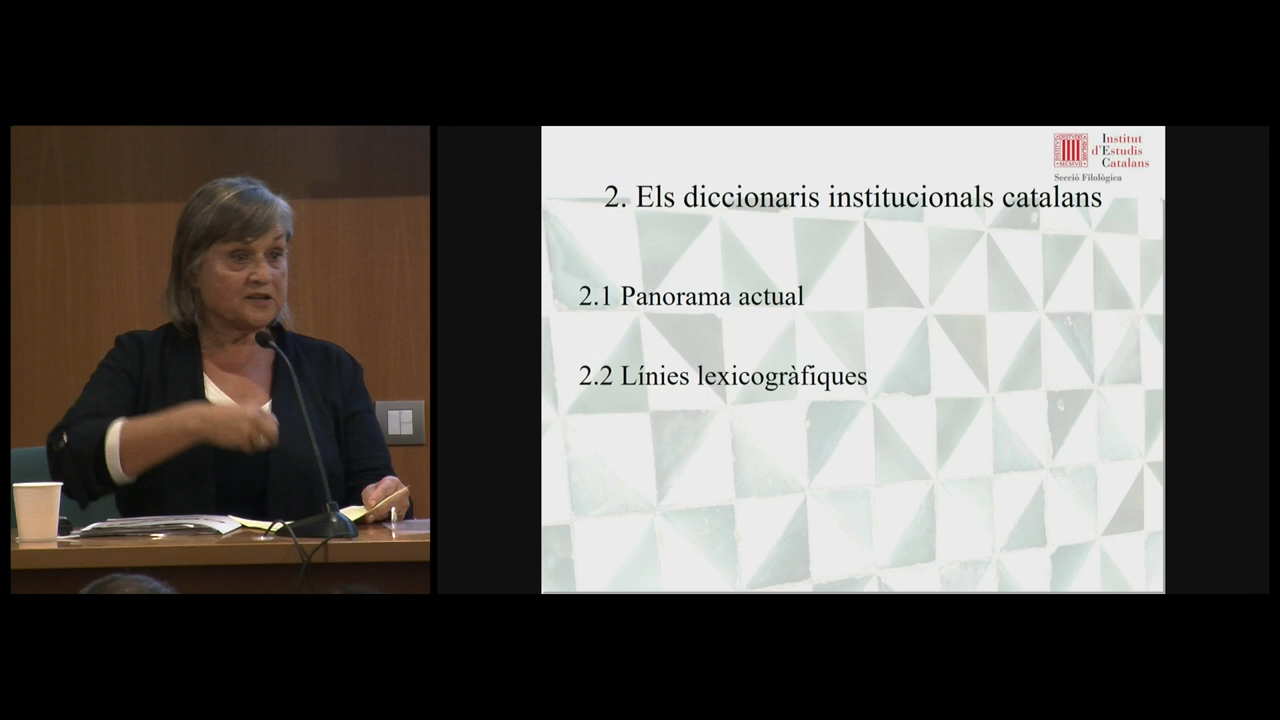 Institut
d'Estudis
Catalans
Secció Filològica
2. Els diccionaris institucionals catalans
2.1 Panorama actual
2.2 Línies lexicogràfiques